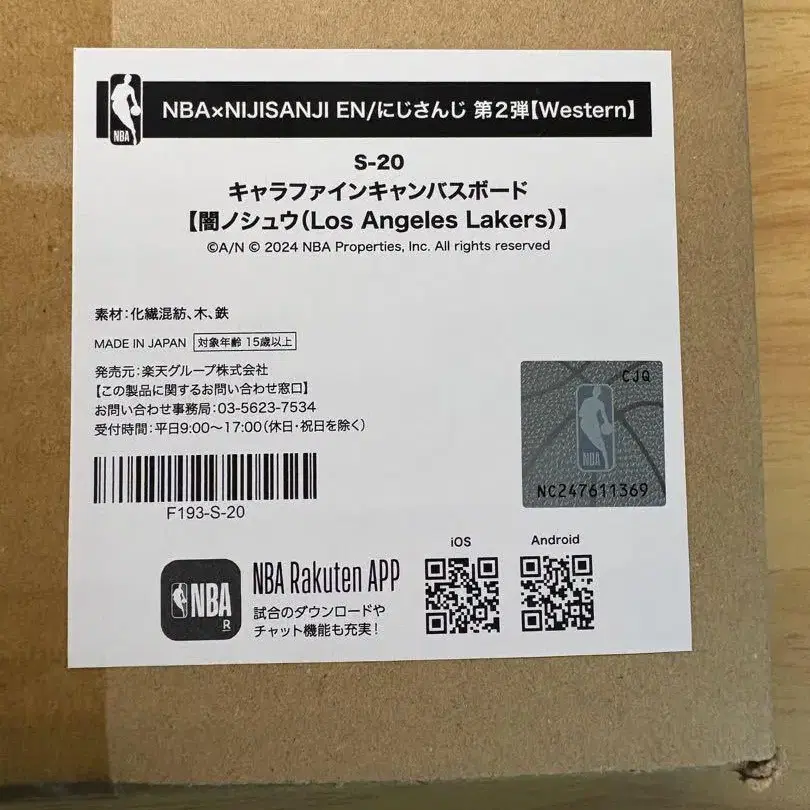 NBA
NBA×NIJISANJI EN/にじさんじ 第2弾【Western】
S-20
キャラファインキャンバスボード
【闇ノシュウ(Los Angeles Lakers)】
©A/N © 2024 NBA Properties, Inc. All rights reserved
素材:化繊混紡、木、鉄
MADE IN JAPAN 対象年齢 15歳以上
発売元:楽天グループ株式会社
【この製品に関するお問い合わせ窓口】
お問い合わせ事務局:03-5623-7534
受付時間:平日9:00~17:00(休日・祝日を除く)
CJQ
NBA
NC247611369
F193-S-20
NBA
R
NBA Rakuten APP
試合のダウンロードや
チャット機能も充実!
iOS
Android